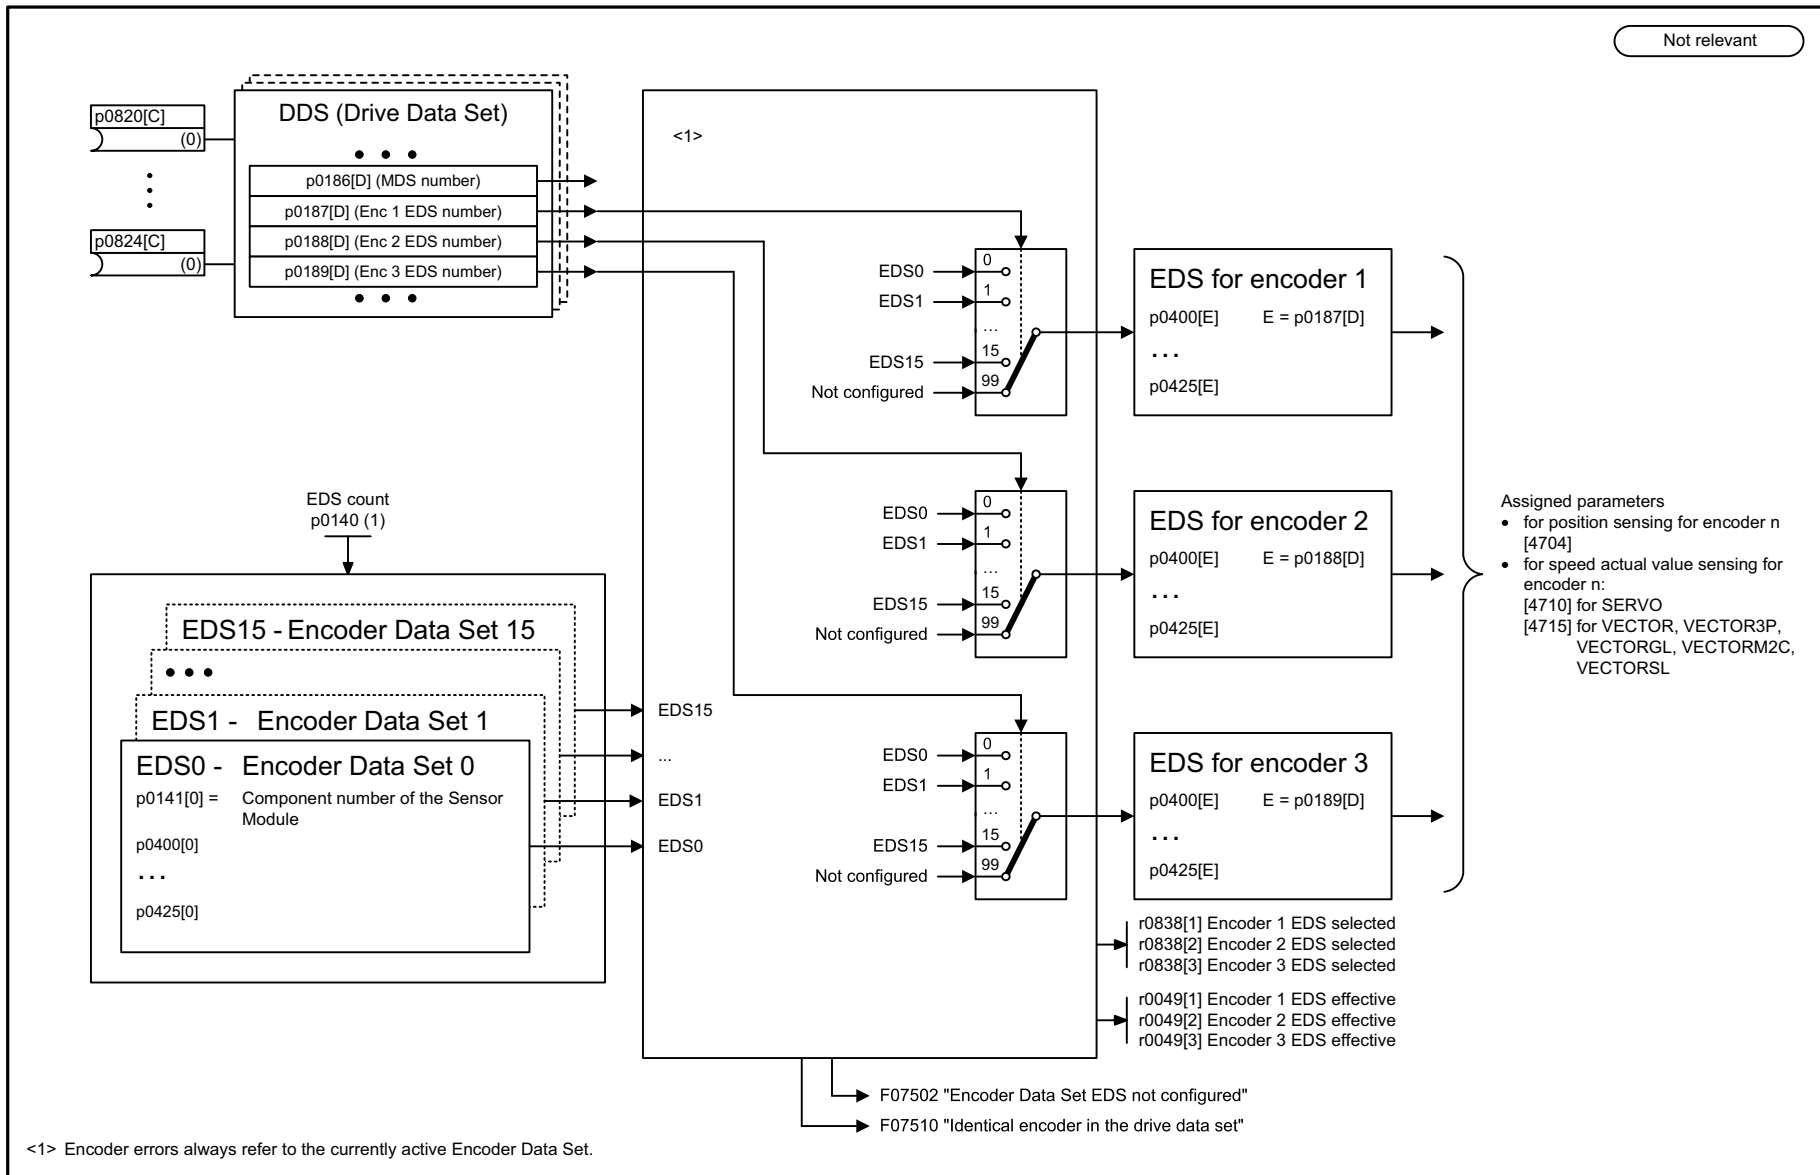 Not relevant
p0820[C]
(0)
p0824[C]
(0)
DDS (Drive Data Set)
• • •
p0186[D] (MDS number)
p0187[D] (Enc 1 EDS number)
p0188[D] (Enc 2 EDS number)
p0189[D] (Enc 3 EDS number)
• • •
<1>
EDS0
EDS1
EDS15
Not configured
0
1
...
15
99
EDS for encoder 1
p0400[E] E = p0187[D]
...
p0425[E]
EDS0
EDS1
EDS15
Not configured
0
1
...
15
99
EDS for encoder 2
p0400[E] E = p0188[D]
...
p0425[E]
EDS0
EDS1
EDS15
Not configured
0
1
...
15
99
EDS for encoder 3
p0400[E] E = p0189[D]
...
p0425[E]
Assigned parameters
• for position sensing for encoder n
[4704]
• for speed actual value sensing for
encoder n:
[4710] for SERVO
[4715] for VECTOR, VECTOR3P,
VECTORGL, VECTORM2C,
VECTORSL
EDS count
p0140 (1)
EDS15 - Encoder Data Set 15
• • •
EDS1 - Encoder Data Set 1
EDS0 - Encoder Data Set 0
p0141[0] = Component number of the Sensor
Module
p0400[0]
...
p0425[0]
EDS15
...
EDS1
EDS0
r0838[1] Encoder 1 EDS selected
r0838[2] Encoder 2 EDS selected
r0838[3] Encoder 3 EDS selected
r0049[1] Encoder 1 EDS effective
r0049[2] Encoder 2 EDS effective
r0049[3] Encoder 3 EDS effective
F07502 "Encoder Data Set EDS not configured"
F07510 "Identical encoder in the drive data set"
<1> Encoder errors always refer to the currently active Encoder Data Set.